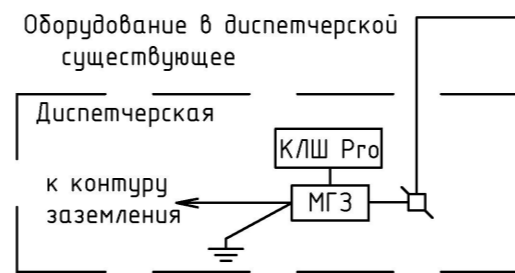 Оборудование в диспетчерской
существующее
Диспетчерская
КЛШ Pro
к контуру
заземления
МГЗ